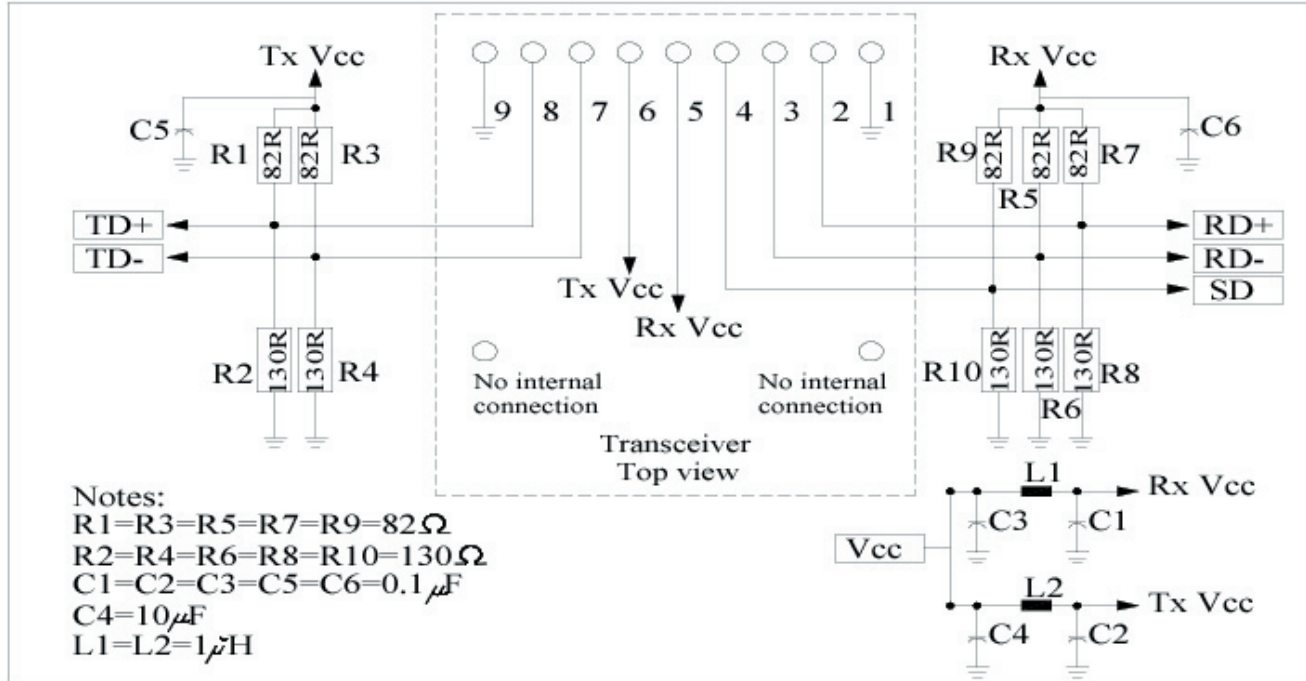 Tx Vcc
Rx Vcc
9 8 7 6 5 4 3 2 1
C5
C6
R1
82R
82R
R3
R9
82R
82R
82R
R7
R5
TD+
RD+
TD-
RD-
Tx Vcc
SD
Rx Vcc
R2
130R
130R
R4
R10
130R
130R
130R
R8
R6
No internal
connection
No internal
connection
Transceiver
Top view
Notes:
R1=R3=R5=R7=R9=82Ω
R2=R4=R6=R8=R10=130Ω
C1=C2=C3=C5=C6=0.1μF
C4=10μF
L1=L2=1μH
L1
Rx Vcc
C3
C1
Vcc
L2
Tx Vcc
C4
C2